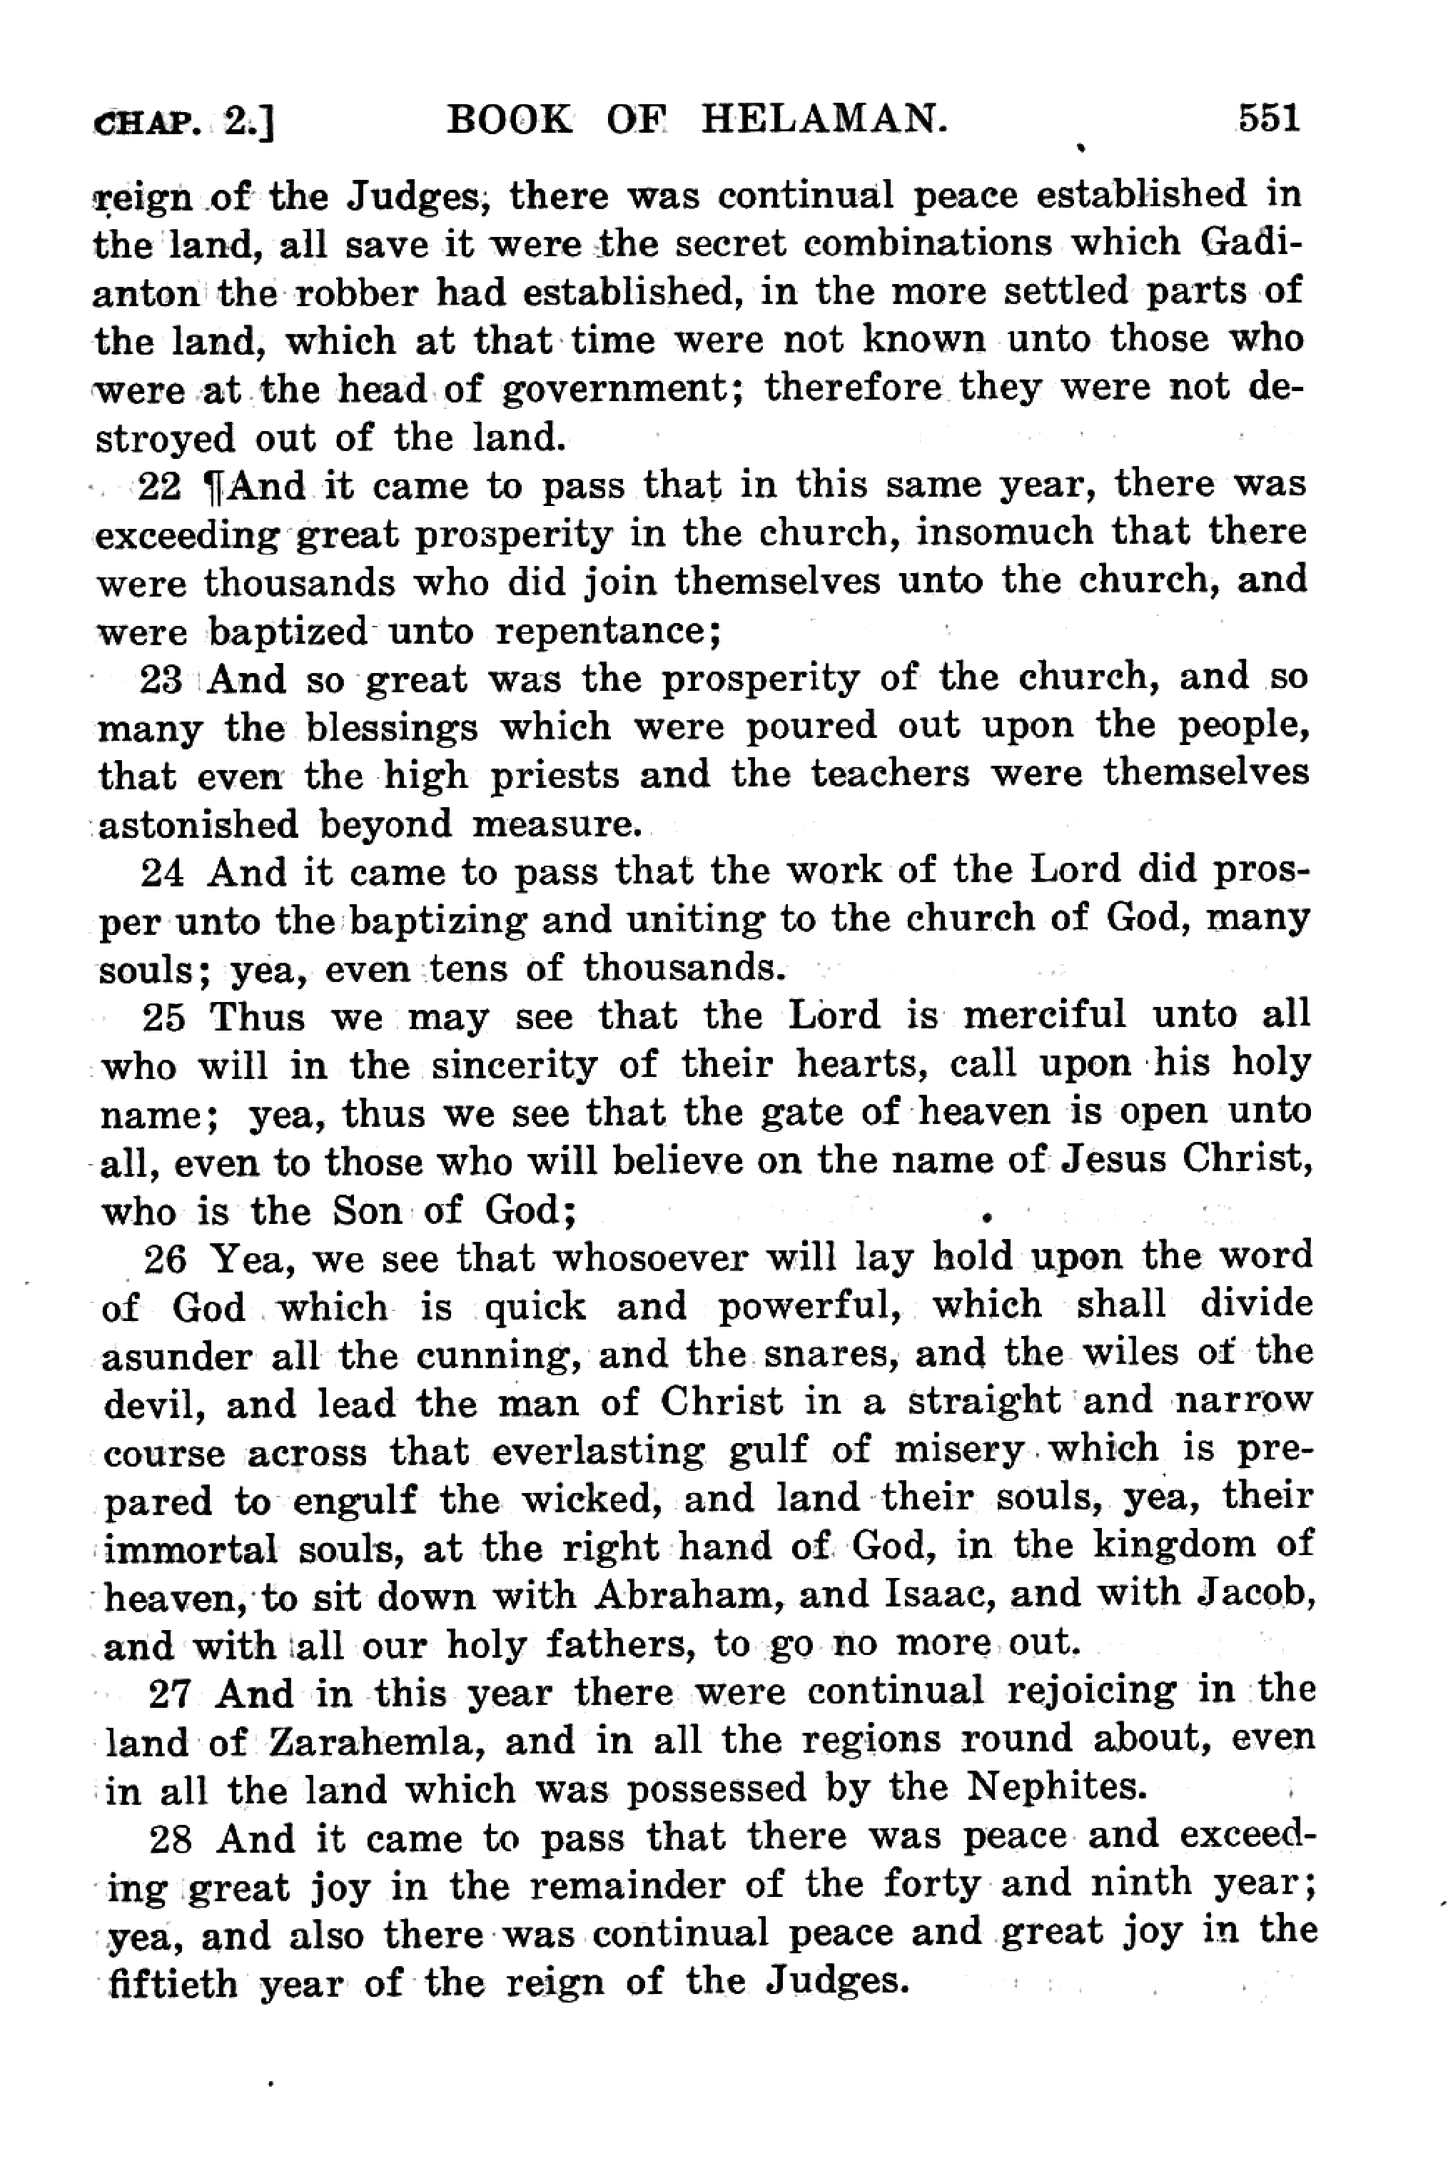 CHAP. 2.] BOOK OF HELAMAN. 551
reign of the Judges, there was continual peace established in
the land, all save it were the secret combinations which Gadi-
anton the robber had established, in the more settled parts of
the land, which at that time were not known unto those who
were at the head of government; therefore they were not de-
stroyed out of the land.
22 ¶And it came to pass that in this same year, there was
exceeding great prosperity in the church, insomuch that there
were thousands who did join themselves unto the church, and
were baptized unto repentance;
23 And so great was the prosperity of the church, and so
many the blessings which were poured out upon the people,
that even the high priests and the teachers were themselves
astonished beyond measure.
24 And it came to pass that the work of the Lord did pros-
per unto the baptizing and uniting to the church of God, many
souls; yea, even tens of thousands.
25 Thus we may see that the Lord is merciful unto all
who will in the sincerity of their hearts, call upon his holy
name; yea, thus we see that the gate of heaven is open unto
all, even to those who will believe on the name of Jesus Christ,
who is the Son of God;
26 Yea, we see that whosoever will lay hold upon the word
of God which is quick and powerful, which shall divide
asunder all the cunning, and the snares, and the wiles of the
devil, and lead the man of Christ in a straight and narrow
course across that everlasting gulf of misery which is pre-
pared to engulf the wicked, and land their souls, yea, their
immortal souls, at the right hand of God, in the kingdom of
heaven, to sit down with Abraham, and Isaac, and with Jacob,
and with all our holy fathers, to go no more out.
27 And in this year there were continual rejoicing in the
land of Zarahemla, and in all the regions round about, even
in all the land which was possessed by the Nephites.
28 And it came to pass that there was peace and exceed-
ing great joy in the remainder of the forty and ninth year;
yea, and also there was continual peace and great joy in the
fiftieth year of the reign of the Judges.